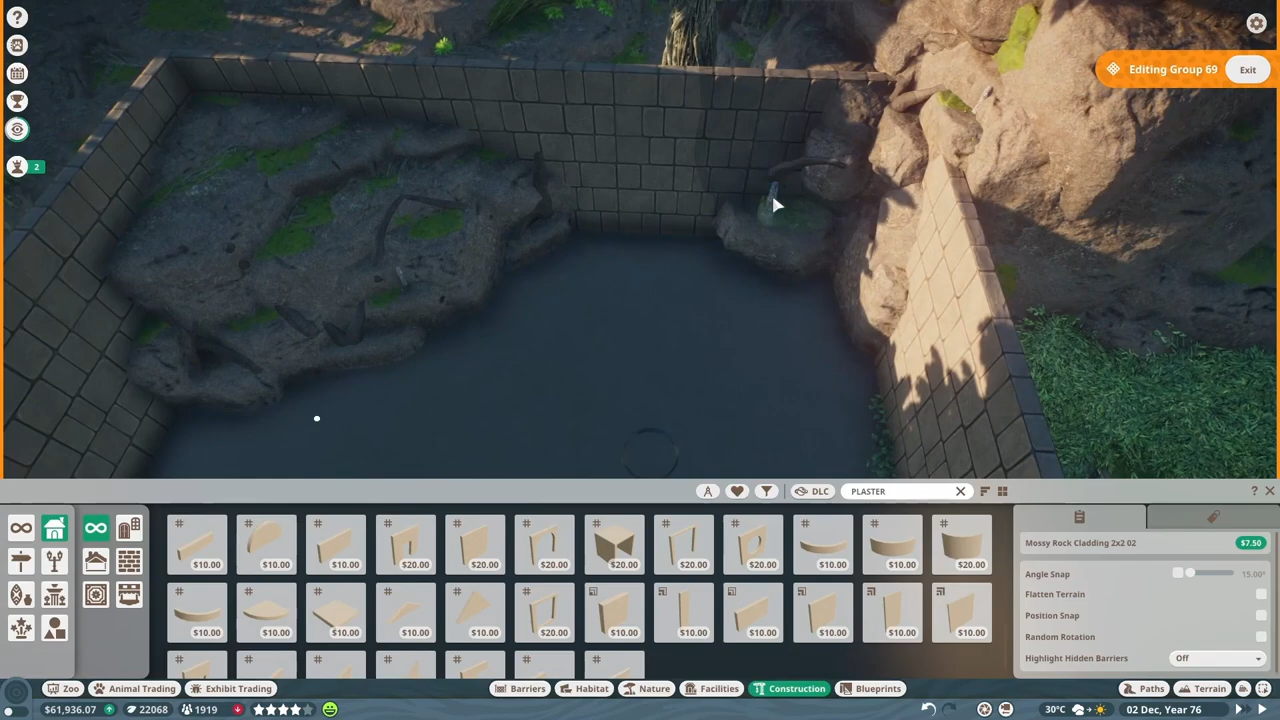 ?
Editing Group 69 Exit
2
DLC PLASTER ?
$10.00 $10.00 $10.00 $20.00 $20.00 $20.00 $20.00 $20.00 $20.00 $10.00 $10.00 $20.00
$10.00 $10.00 $10.00 $10.00 $10.00 $20.00 $10.00 $10.00 $10.00 $10.00 $10.00 $10.00
Mossy Rock Cladding 2x2 02 $7.50
Angle Snap 15.00°
Flatten Terrain
Position Snap
Random Rotation
Highlight Hidden Barriers Off
Zoo Animal Trading Exhibit Trading Barriers Habitat Nature Facilities Construction Blueprints Paths Terrain
$61,936.07 22068 1919 30°C 02 Dec, Year 76